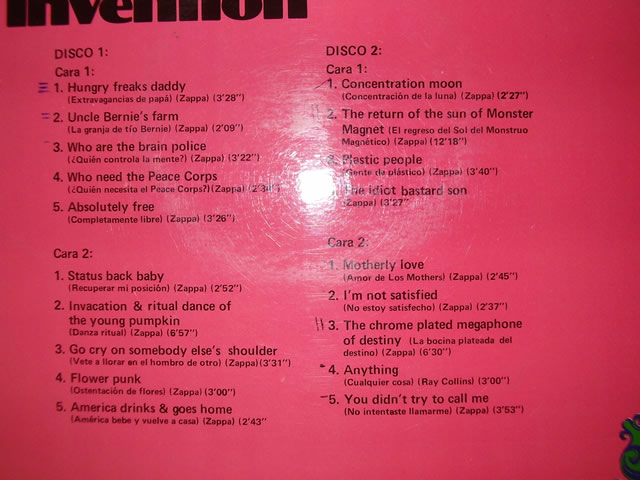 invention
DISCO 1:
Cara 1:
1. Hungry freaks daddy
(Extravagancias de papá) (Zappa) (3'28'')
2. Uncle Bernie's farm
(La granja de tío Bernie) (Zappa) (2'09'')
3. Who are the brain police
(¿Quién controla la mente?) (Zappa) (3'22'')
4. Who need the Peace Corps
(¿Quién necesita el Peace Corps?)(Zappa)
5. Absolutely free
(Completamente libre) (Zappa) (3'26'')
Cara 2:
1. Status back baby
(Recuperar mi posición) (Zappa) (2'52'')
2. Invacation & ritual dance of
the young pumpkin
(Danza ritual) (Zappa) (6'57'')
3. Go cry on somebody else's shoulder
(Vete a llorar en el hombro de otro) (Zappa)(3'31'')
4. Flower punk
(Ostentación de flores) (Zappa) (3'00'')
5. America drinks & goes home
(América bebe y vuelve a casa) (Zappa) (2'43''
DISCO 2:
Cara 1:
1. Concentration moon
(Concentración de la luna) (Zappa) (2'27'')
2. The return of the sun of Monster
Magnet (El regreso del Sol del Monstruo
Magnético) (Zappa) (12'18'')
3. Plastic people
(Gente de plástico) (Zappa) (3'40'')
The idiot bastard son
(Zappa) (3'27''
Cara 2:
1. Motherly love
(Amor de Los Mothers) (Zappa) (2'45'')
2. I'm not satisfied
(No estoy satisfecho) (Zappa) (2'37'')
3. The chrome plated megaphone
of destiny (La bocina plateada del
destino) (Zappa) (6'30'')
4. Anything
(Cualquier cosa) (Ray Collins) (3'00'')
5. You didn't try to call me
(No intentaste llamarme) (Zappa) (3'53'')